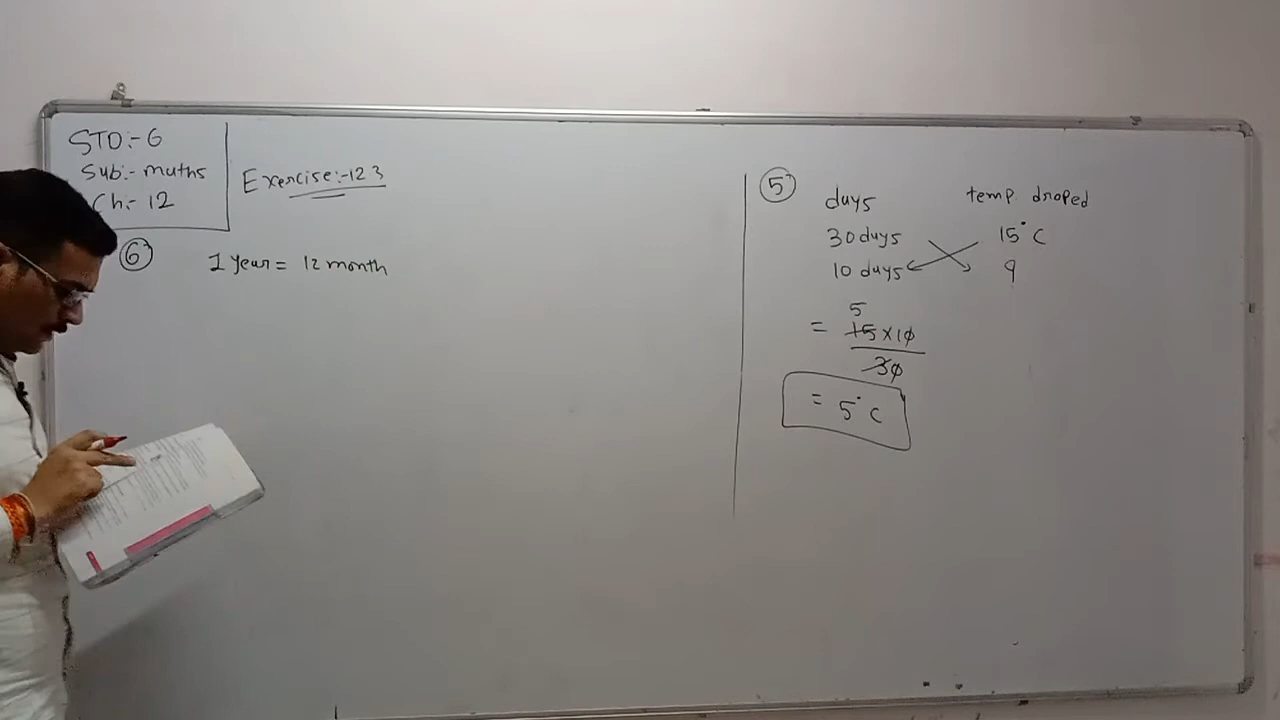 STD:- 6
Sub:- maths
Ch:- 12
Exercise:-12.3
6
1 year = 12 month
5
days temp. droped
30 days 15°C
10 days ?
5
= 15 x 10
30
= 5°C